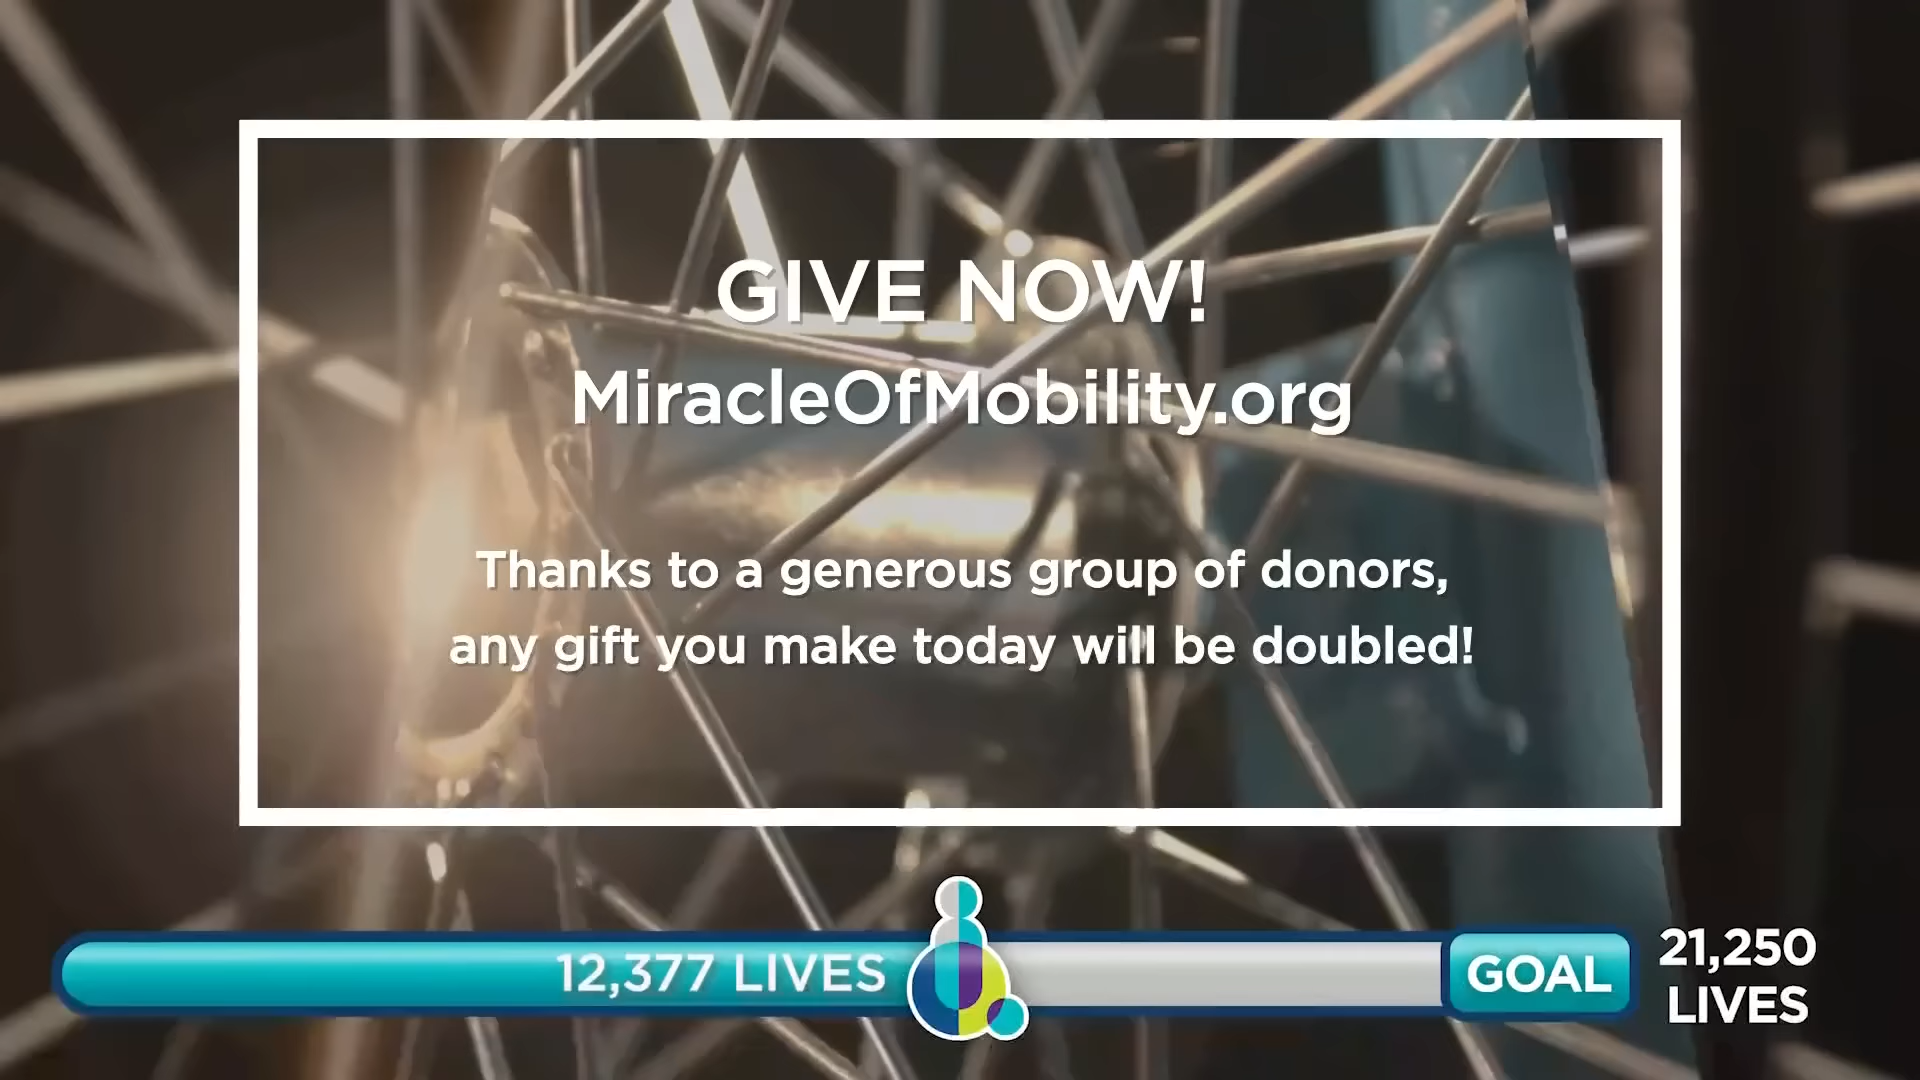 GIVE NOW!
MiracleOfMobility.org
Thanks to a generous group of donors,
any gift you make today will be doubled!
12,377 LIVES
GOAL
21,250
LIVES